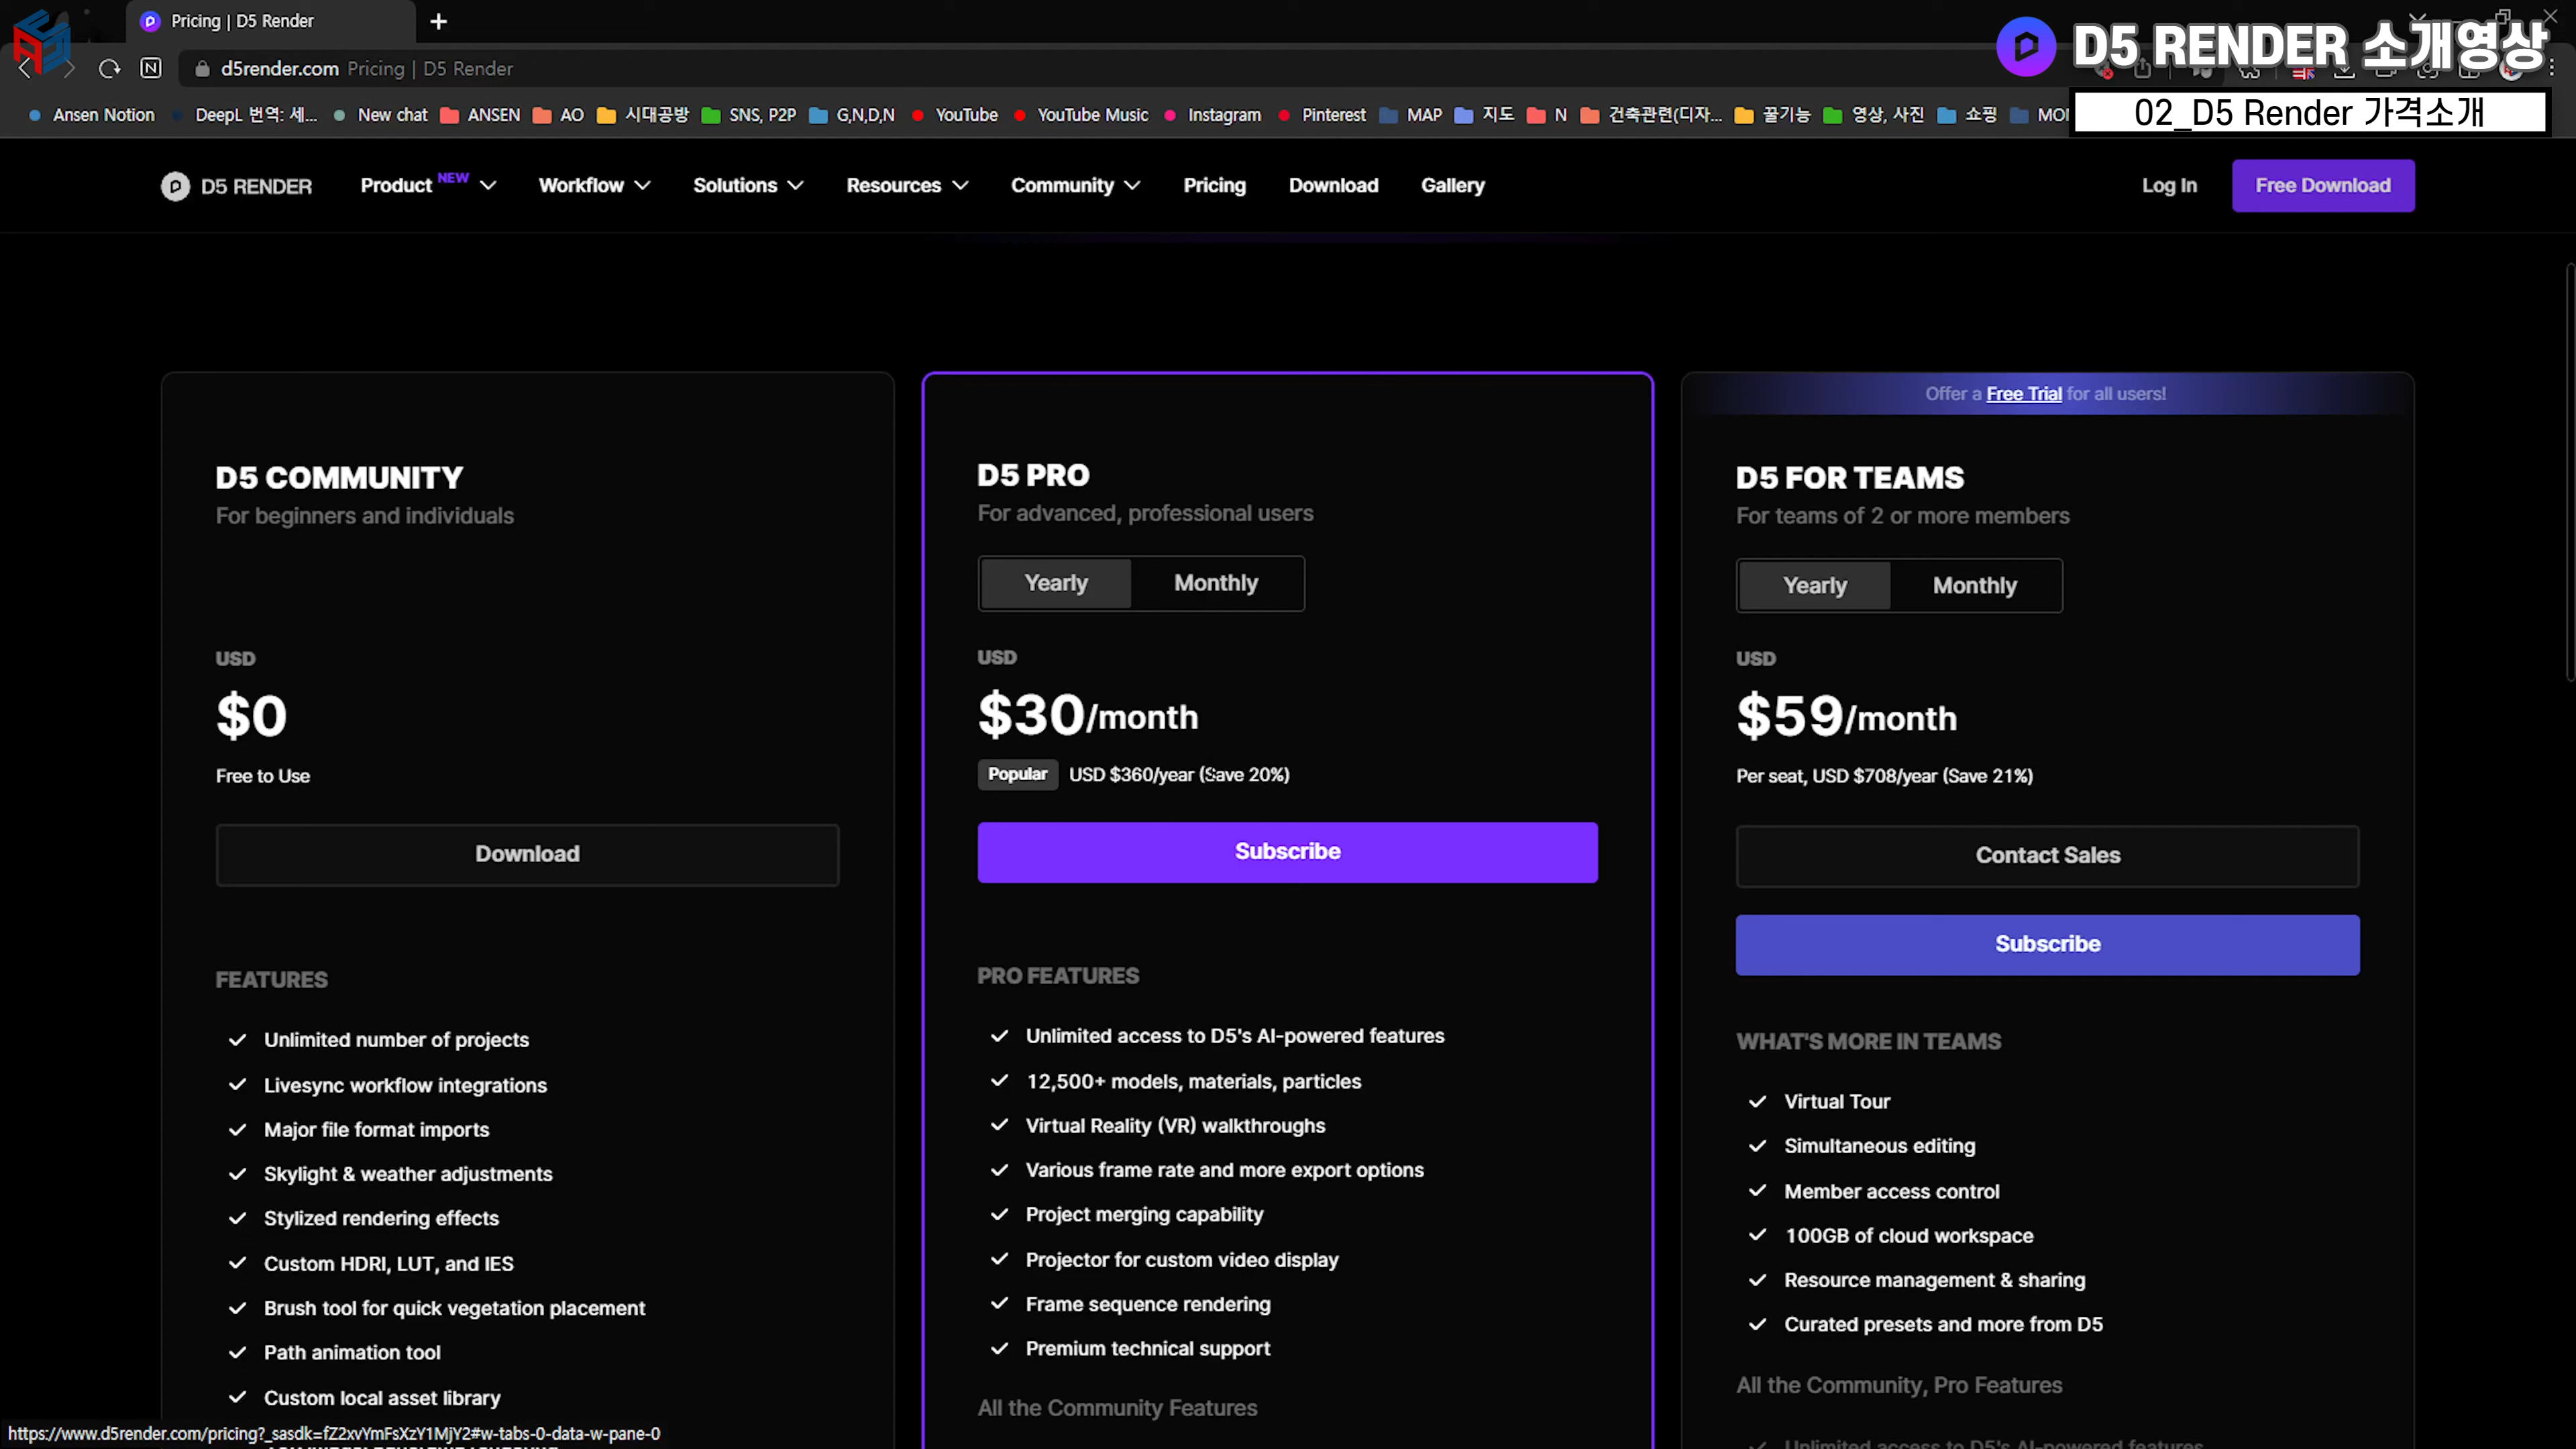 Pricing | D5 Render
D5 RENDER 소개영상
d5render.com Pricing | D5 Render
Ansen Notion DeepL 번역: 세... New chat ANSEN AO 시대공방 SNS, P2P G,N,D,N YouTube YouTube Music Instagram Pinterest MAP 지도 N 건축관련(디자... 꿀기능 영상, 사진 쇼핑
02_D5 Render 가격소개
D5 RENDER Product NEW Workflow Solutions Resources Community Pricing Download Gallery Log In Free Download
D5 COMMUNITY
For beginners and individuals
USD
$0
Free to Use
Download
FEATURES
Unlimited number of projects
Livesync workflow integrations
Major file format imports
Skylight & weather adjustments
Stylized rendering effects
Custom HDRI, LUT, and IES
Brush tool for quick vegetation placement
Path animation tool
Custom local asset library
D5 PRO
For advanced, professional users
Yearly Monthly
USD
$30/month
Popular USD $360/year (Save 20%)
Subscribe
PRO FEATURES
Unlimited access to D5's AI-powered features
12,500+ models, materials, particles
Virtual Reality (VR) walkthroughs
Various frame rate and more export options
Project merging capability
Projector for custom video display
Frame sequence rendering
Premium technical support
All the Community Features
Offer a Free Trial for all users!
D5 FOR TEAMS
For teams of 2 or more members
Yearly Monthly
USD
$59/month
Per seat, USD $708/year (Save 21%)
Contact Sales
Subscribe
WHAT'S MORE IN TEAMS
Virtual Tour
Simultaneous editing
Member access control
100GB of cloud workspace
Resource management & sharing
Curated presets and more from D5
All the Community, Pro Features
Unlimited access to D5's AI-powered features
https://www.d5render.com/pricing?_sasdk=fZ2xvYmFsXzY1MjY2#w-tabs-0-data-w-pane-0